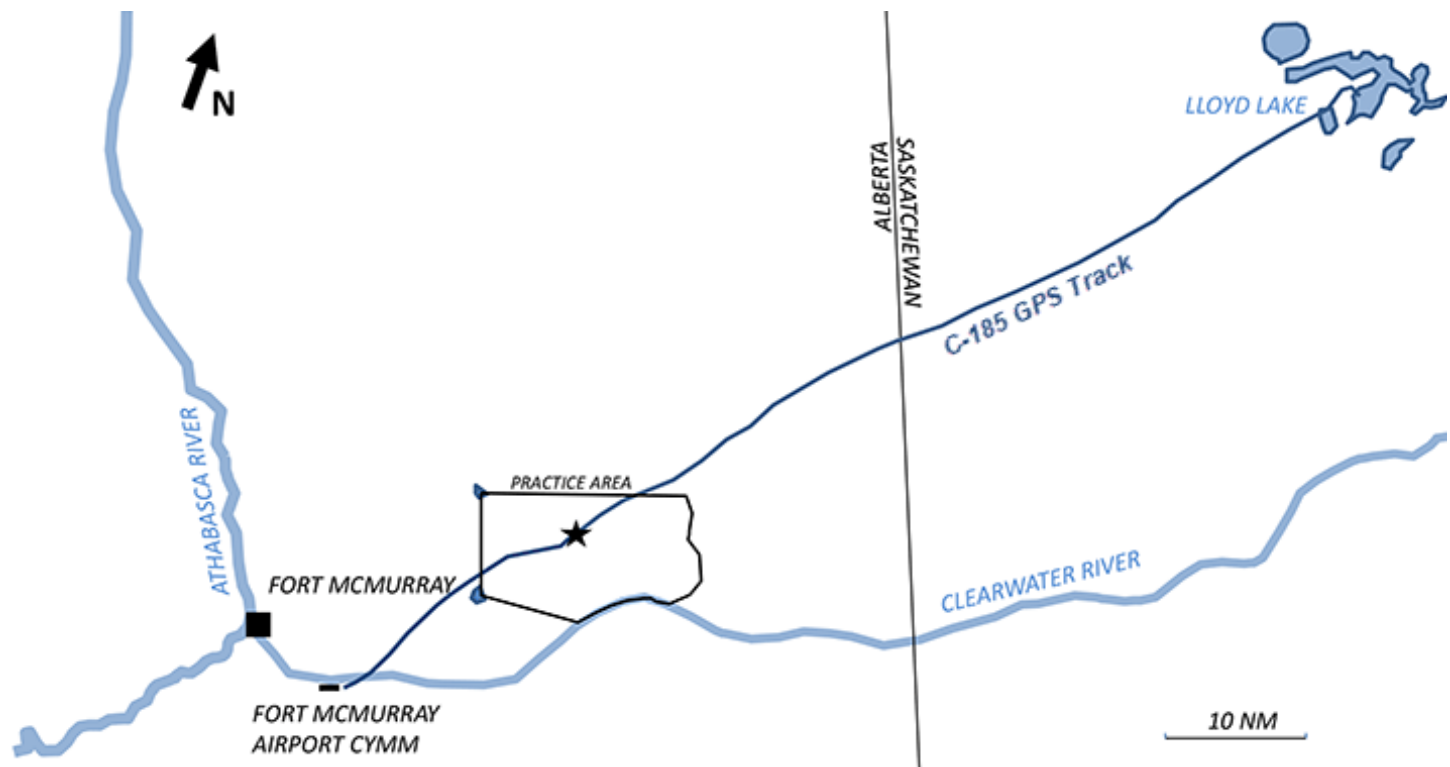 N
LLOYD LAKE
ALBERTA
SASKATCHEWAN
C-185 GPS Track
ATHABASCA RIVER
PRACTICE AREA
FORT MCMURRAY
CLEARWATER RIVER
FORT MCMURRAY
AIRPORT CYMM
10 NM